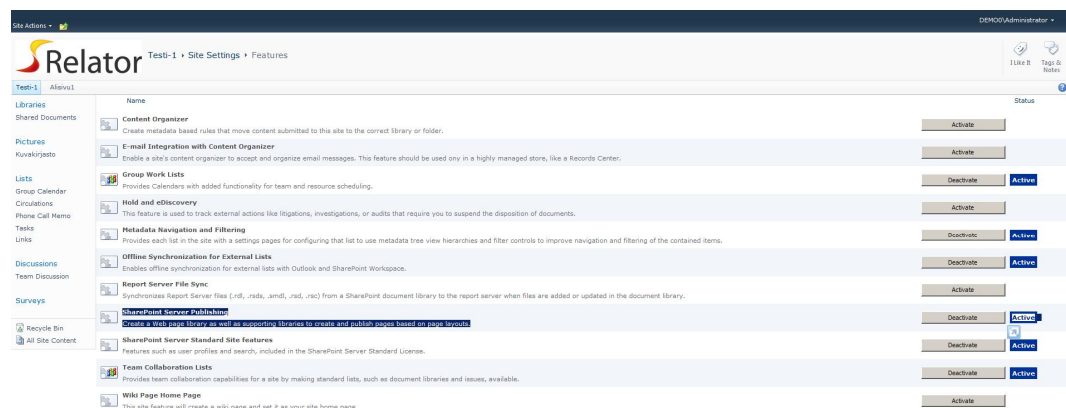 DEMO0\Administrator
Site Actions
Relator
Testi-1 Site Settings Features
I Like It
Tags & Notes
Testi-1 Alisivu1
Libraries
Shared Documents
Pictures
Kuvakirjasto
Lists
Group Calendar
Circulations
Phone Call Memo
Tasks
Links
Discussions
Team Discussion
Surveys
Recycle Bin
All Site Content
Name Status
Content Organizer
Create metadata based rules that move content submitted to this site to the correct library or folder.
Activate
E-mail Integration with Content Organizer
Enable a site's content organizer to accept and organize email messages. This feature should be used ony in a highly managed store, like a Records Center.
Activate
Group Work Lists
Provides Calendars with added functionality for team and resource scheduling.
Deactivate Active
Hold and eDiscovery
This feature is used to track external actions like litigations, investigations, or audits that require you to suspend the disposition of documents.
Activate
Metadata Navigation and Filtering
Provides each list in the site with a settings pages for configuring that list to use metadata tree view hierarchies and filter controls to improve navigation and filtering of the contained items.
Deactivate Active
Offline Synchronization for External Lists
Enables offline synchronization for external lists with Outlook and SharePoint Workspace.
Deactivate Active
Report Server File Sync
Synchronizes Report Server files (.rdl, .rsds, .smdl, .rsd, .rsc) from a SharePoint document library to the report server when files are added or updated in the document library.
Activate
SharePoint Server Publishing
Create a Web page library as well as supporting libraries to create and publish pages based on page layouts.
Deactivate Active
SharePoint Server Standard Site features
Features such as user profiles and search, included in the SharePoint Server Standard License.
Deactivate Active
Team Collaboration Lists
Provides team collaboration capabilities for a site by making standard lists, such as document libraries and issues, available.
Deactivate Active
Wiki Page Home Page
This site feature will create a wiki page and set it as your site home page.
Activate